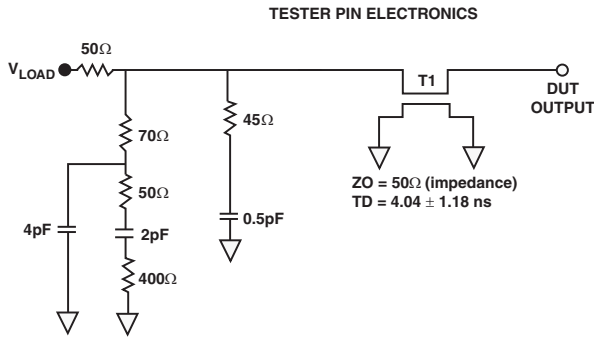 TESTER PIN ELECTRONICS
50Ω
VLOAD
T1
DUT
OUTPUT
70Ω
45Ω
50Ω
ZO = 50Ω (impedance)
TD = 4.04 ± 1.18 ns
4pF
2pF
0.5pF
400Ω